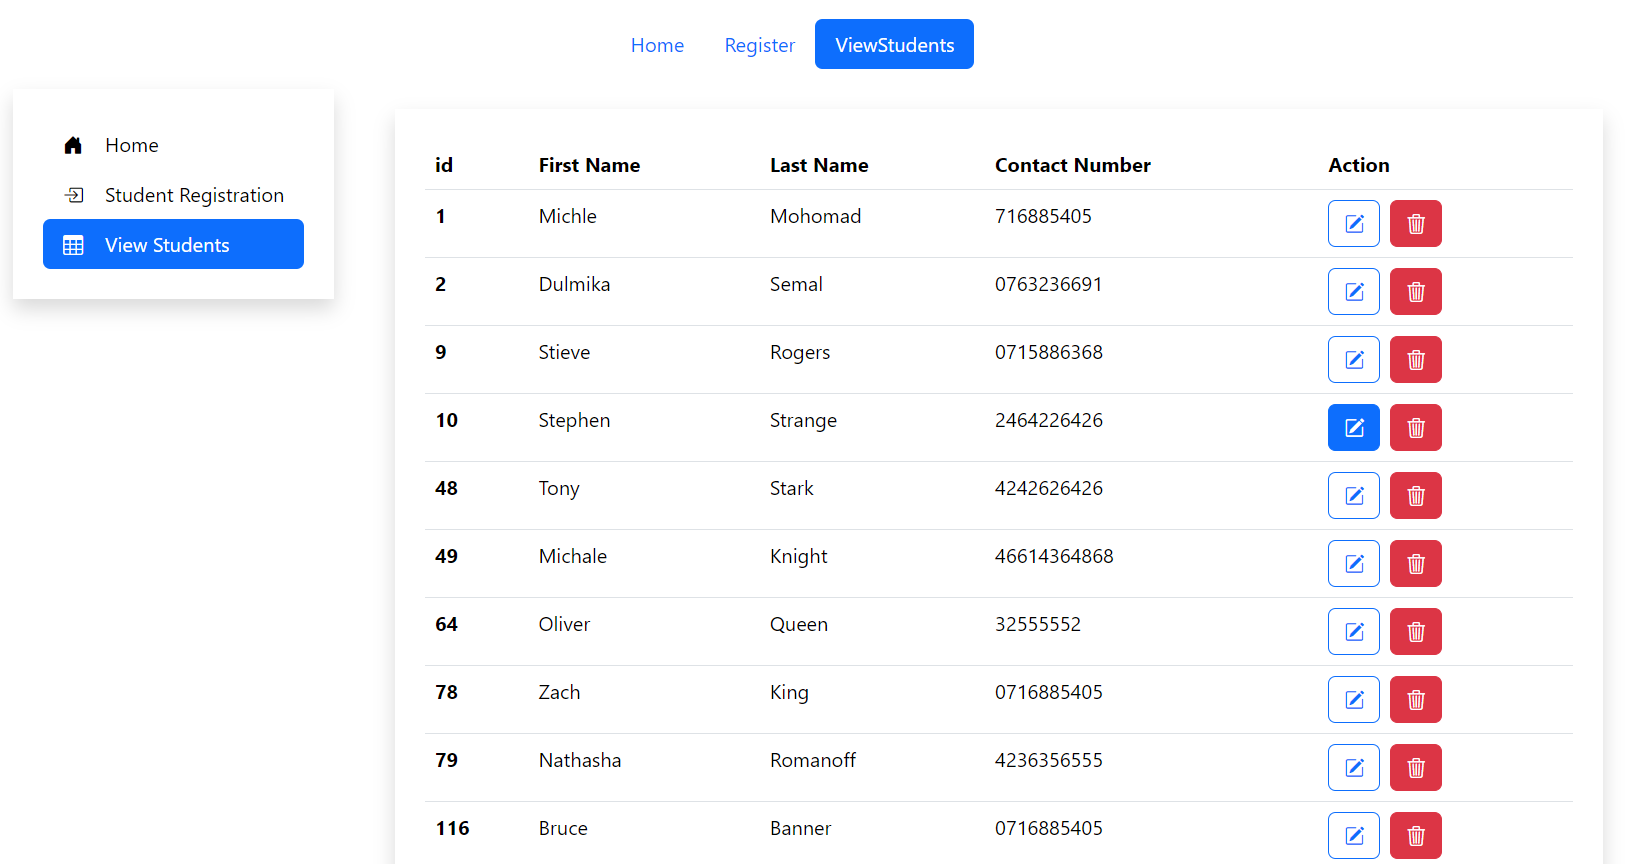 Home Register ViewStudents
Home
Student Registration
View Students
id First Name Last Name Contact Number Action
1 Michle Mohomad 716885405
2 Dulmika Semal 0763236691
9 Stieve Rogers 0715886368
10 Stephen Strange 2464226426
48 Tony Stark 4242626426
49 Michale Knight 46614364868
64 Oliver Queen 32555552
78 Zach King 0716885405
79 Nathasha Romanoff 4236356555
116 Bruce Banner 0716885405